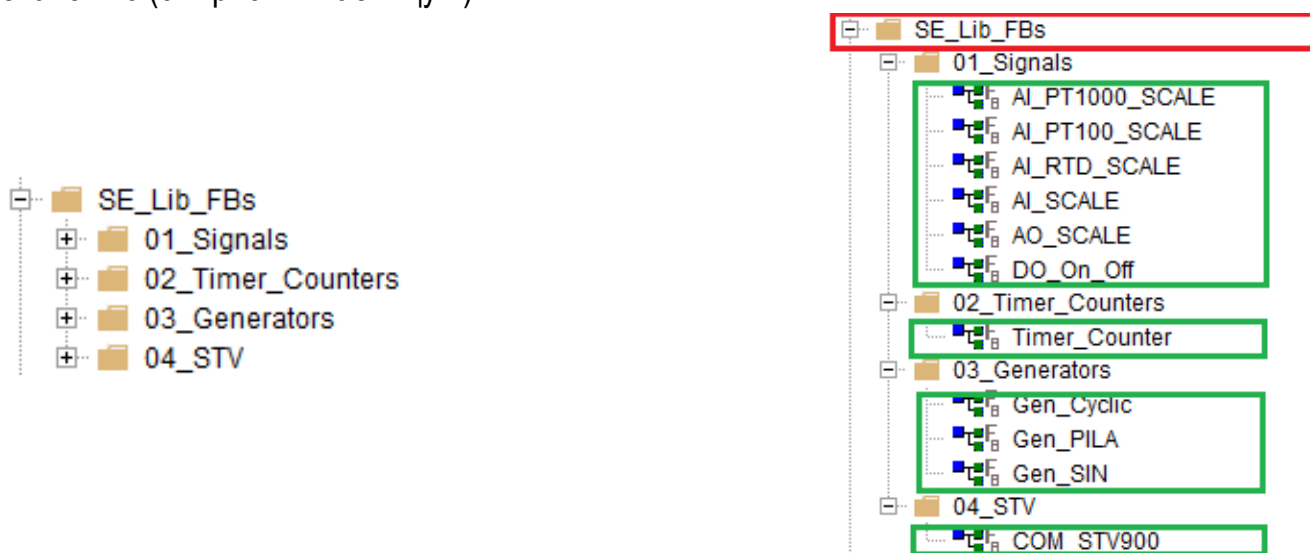 SE_Lib_FBs
01_Signals
02_Timer_Counters
03_Generators
04_STV
SE_Lib_FBs
01_Signals
AI_PT1000_SCALE
AI_PT100_SCALE
AI_RTD_SCALE
AI_SCALE
AO_SCALE
DO_On_Off
02_Timer_Counters
Timer_Counter
03_Generators
Gen_Cyclic
Gen_PILA
Gen_SIN
04_STV
COM_STV900